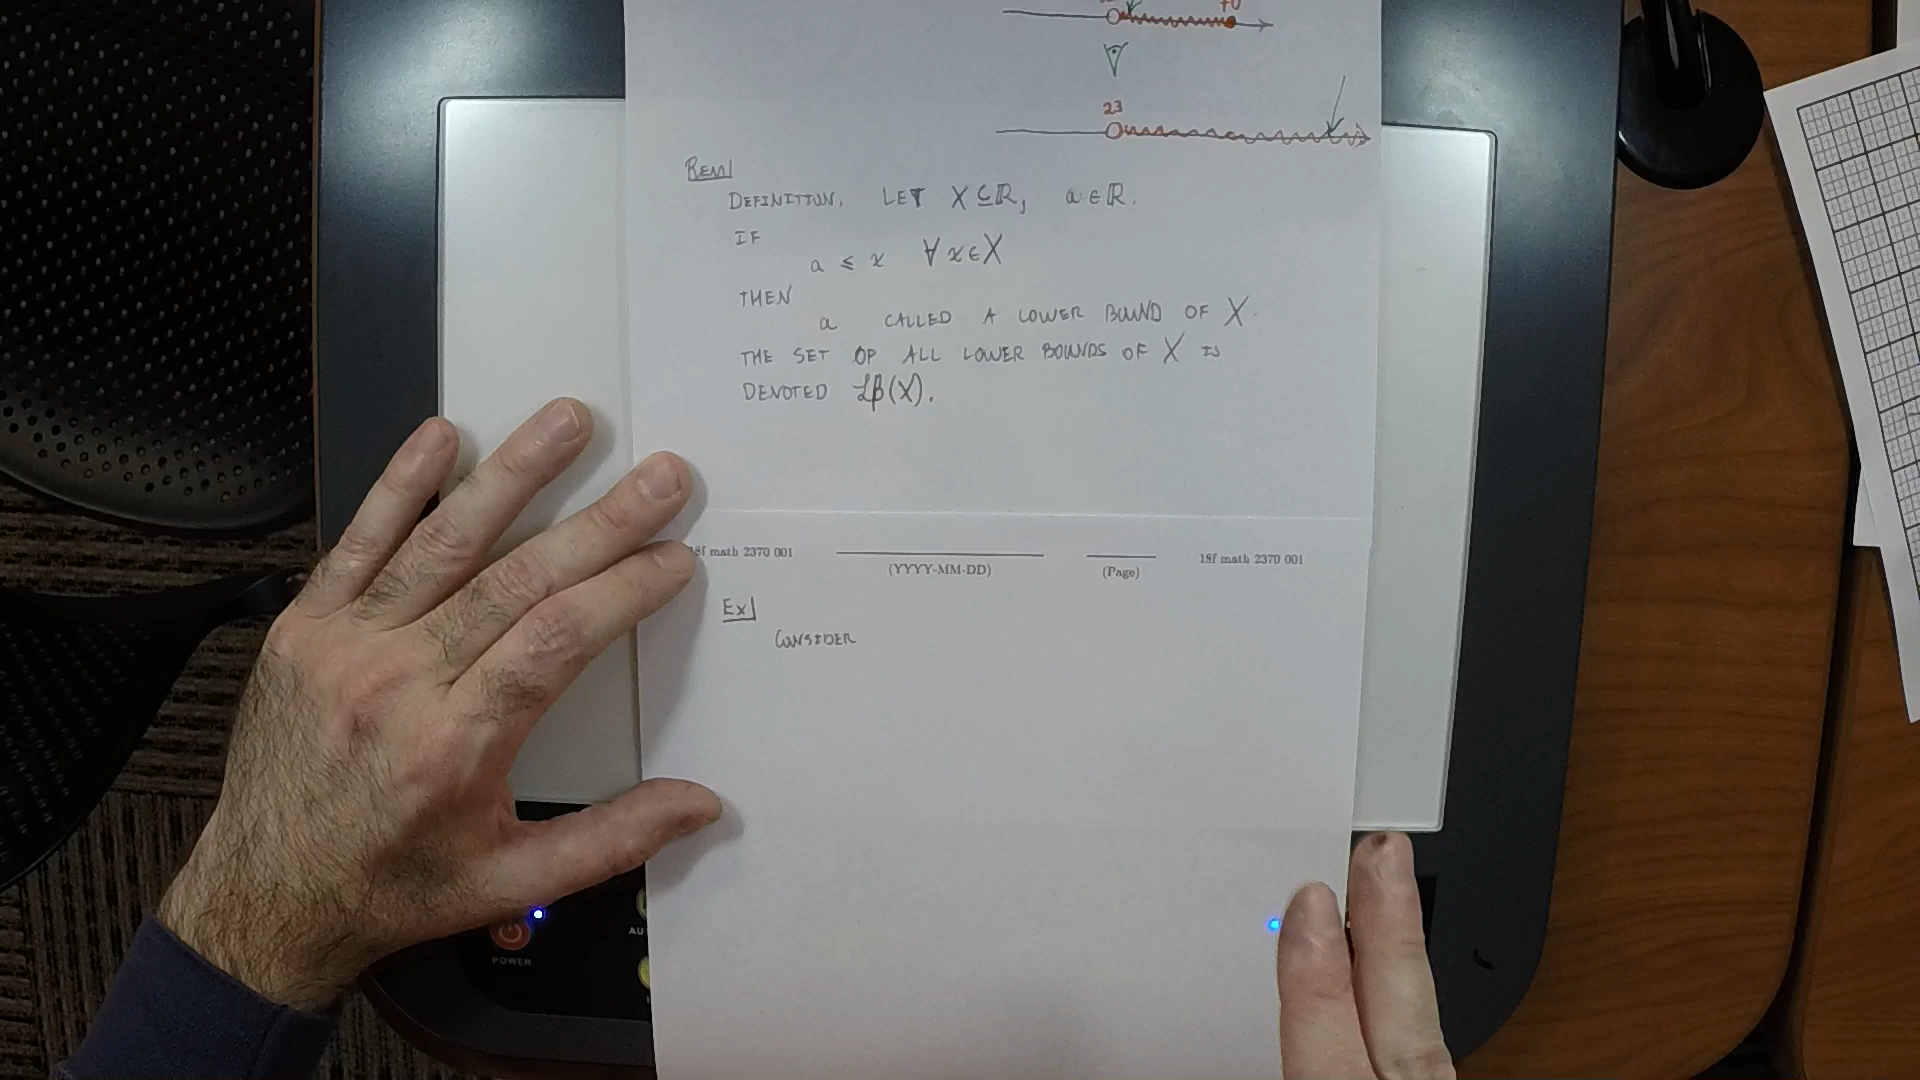 23
Rem
DEFINITION. LET X ⊆ ℝ, a ∈ ℝ.
IF
a ≤ x ∀ x ∈ X
THEN
a CALLED A LOWER BOUND OF X.
THE SET OF ALL LOWER BOUNDS OF X IS
DENOTED LB(X).
18f math 2370 001
(YYYY-MM-DD)
(Page)
18f math 2370 001
Ex
CONSIDER
POWER